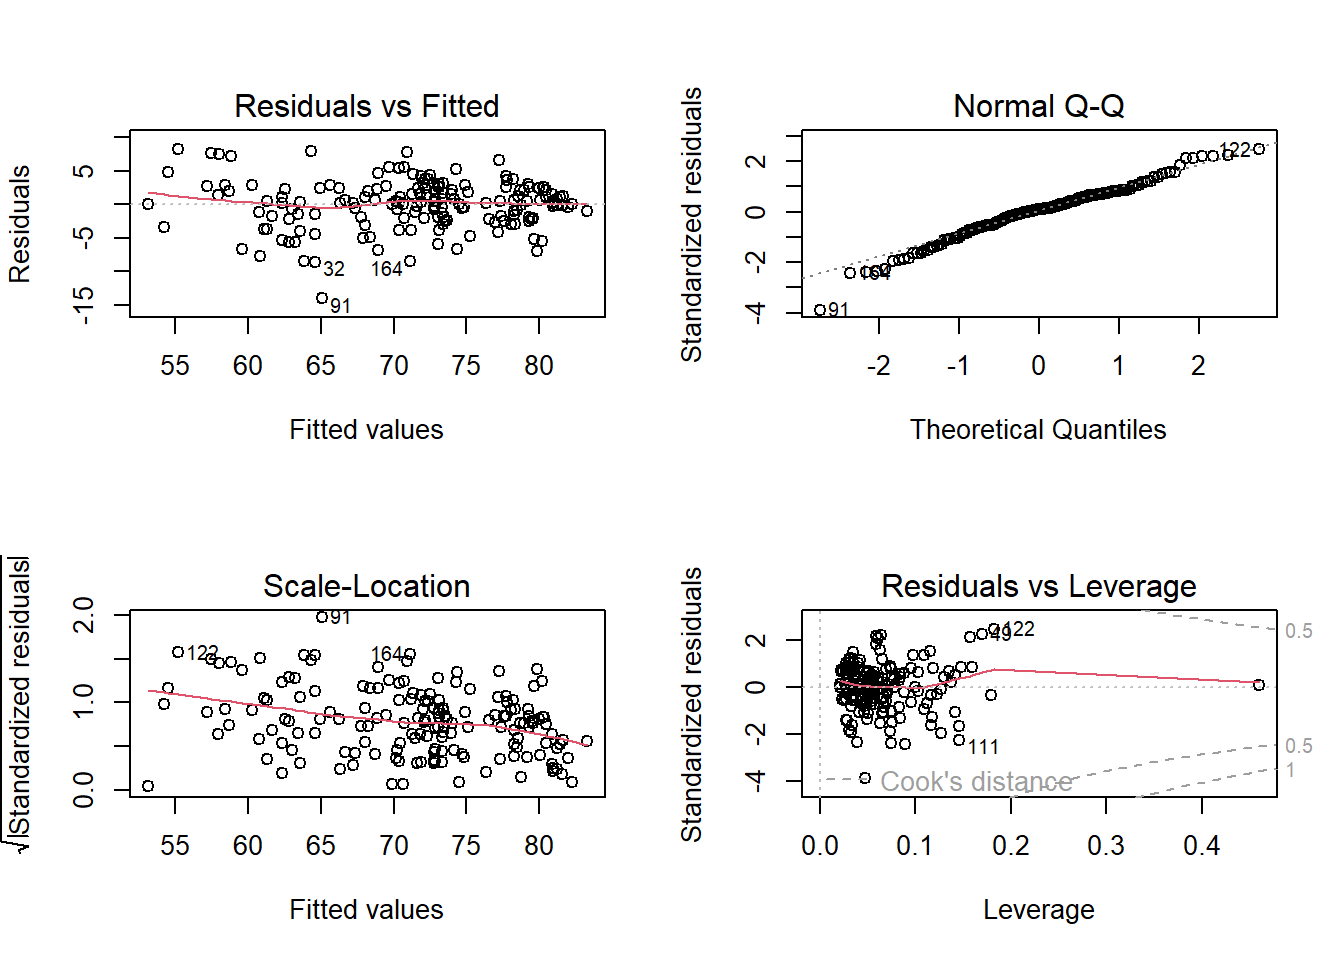 Residuals vs Fitted
Residuals
5
-5
-15
32
164
91
55 60 65 70 75 80
Fitted values
Normal Q-Q
Standardized residuals
2
0
-2
-4
122
164
91
-2 -1 0 1 2
Theoretical Quantiles
Scale-Location
√|Standardized residuals|
2.0
1.0
0.0
91
122
164
55 60 65 70 75 80
Fitted values
Residuals vs Leverage
Standardized residuals
2
0
-2
-4
122
49
111
Cook's distance
0.5
0.5
1
0.0 0.1 0.2 0.3 0.4
Leverage